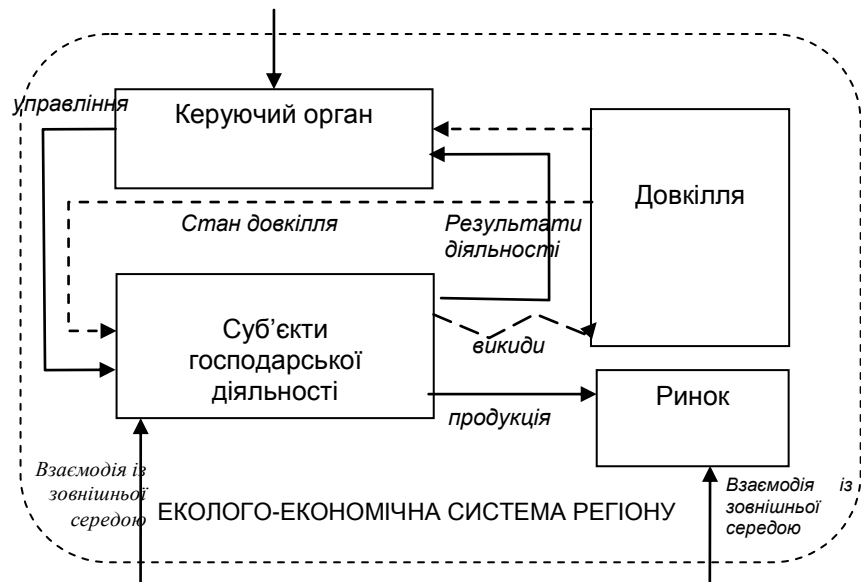 управління
Керуючий орган
Довкілля
Стан довкілля
Результати
діяльності
Суб’єкти
господарської
діяльності
викиди
продукція
Ринок
Взаємодія із
зовнішньої
середою
ЕКОЛОГО-ЕКОНОМІЧНА СИСТЕМА РЕГІОНУ
Взаємодія із
зовнішньої
середою